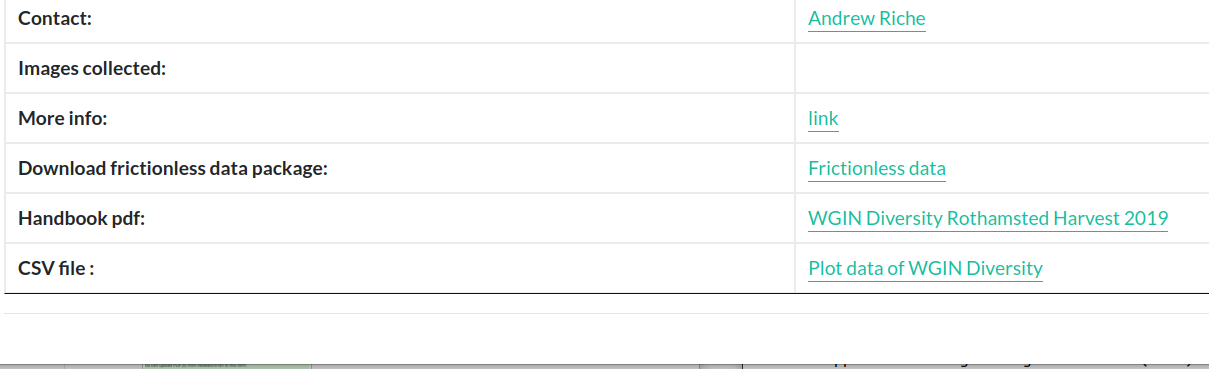 Contact: Andrew Riche
Images collected:
More info: link
Download frictionless data package: Frictionless data
Handbook pdf: WGIN Diversity Rothamsted Harvest 2019
CSV file : Plot data of WGIN Diversity